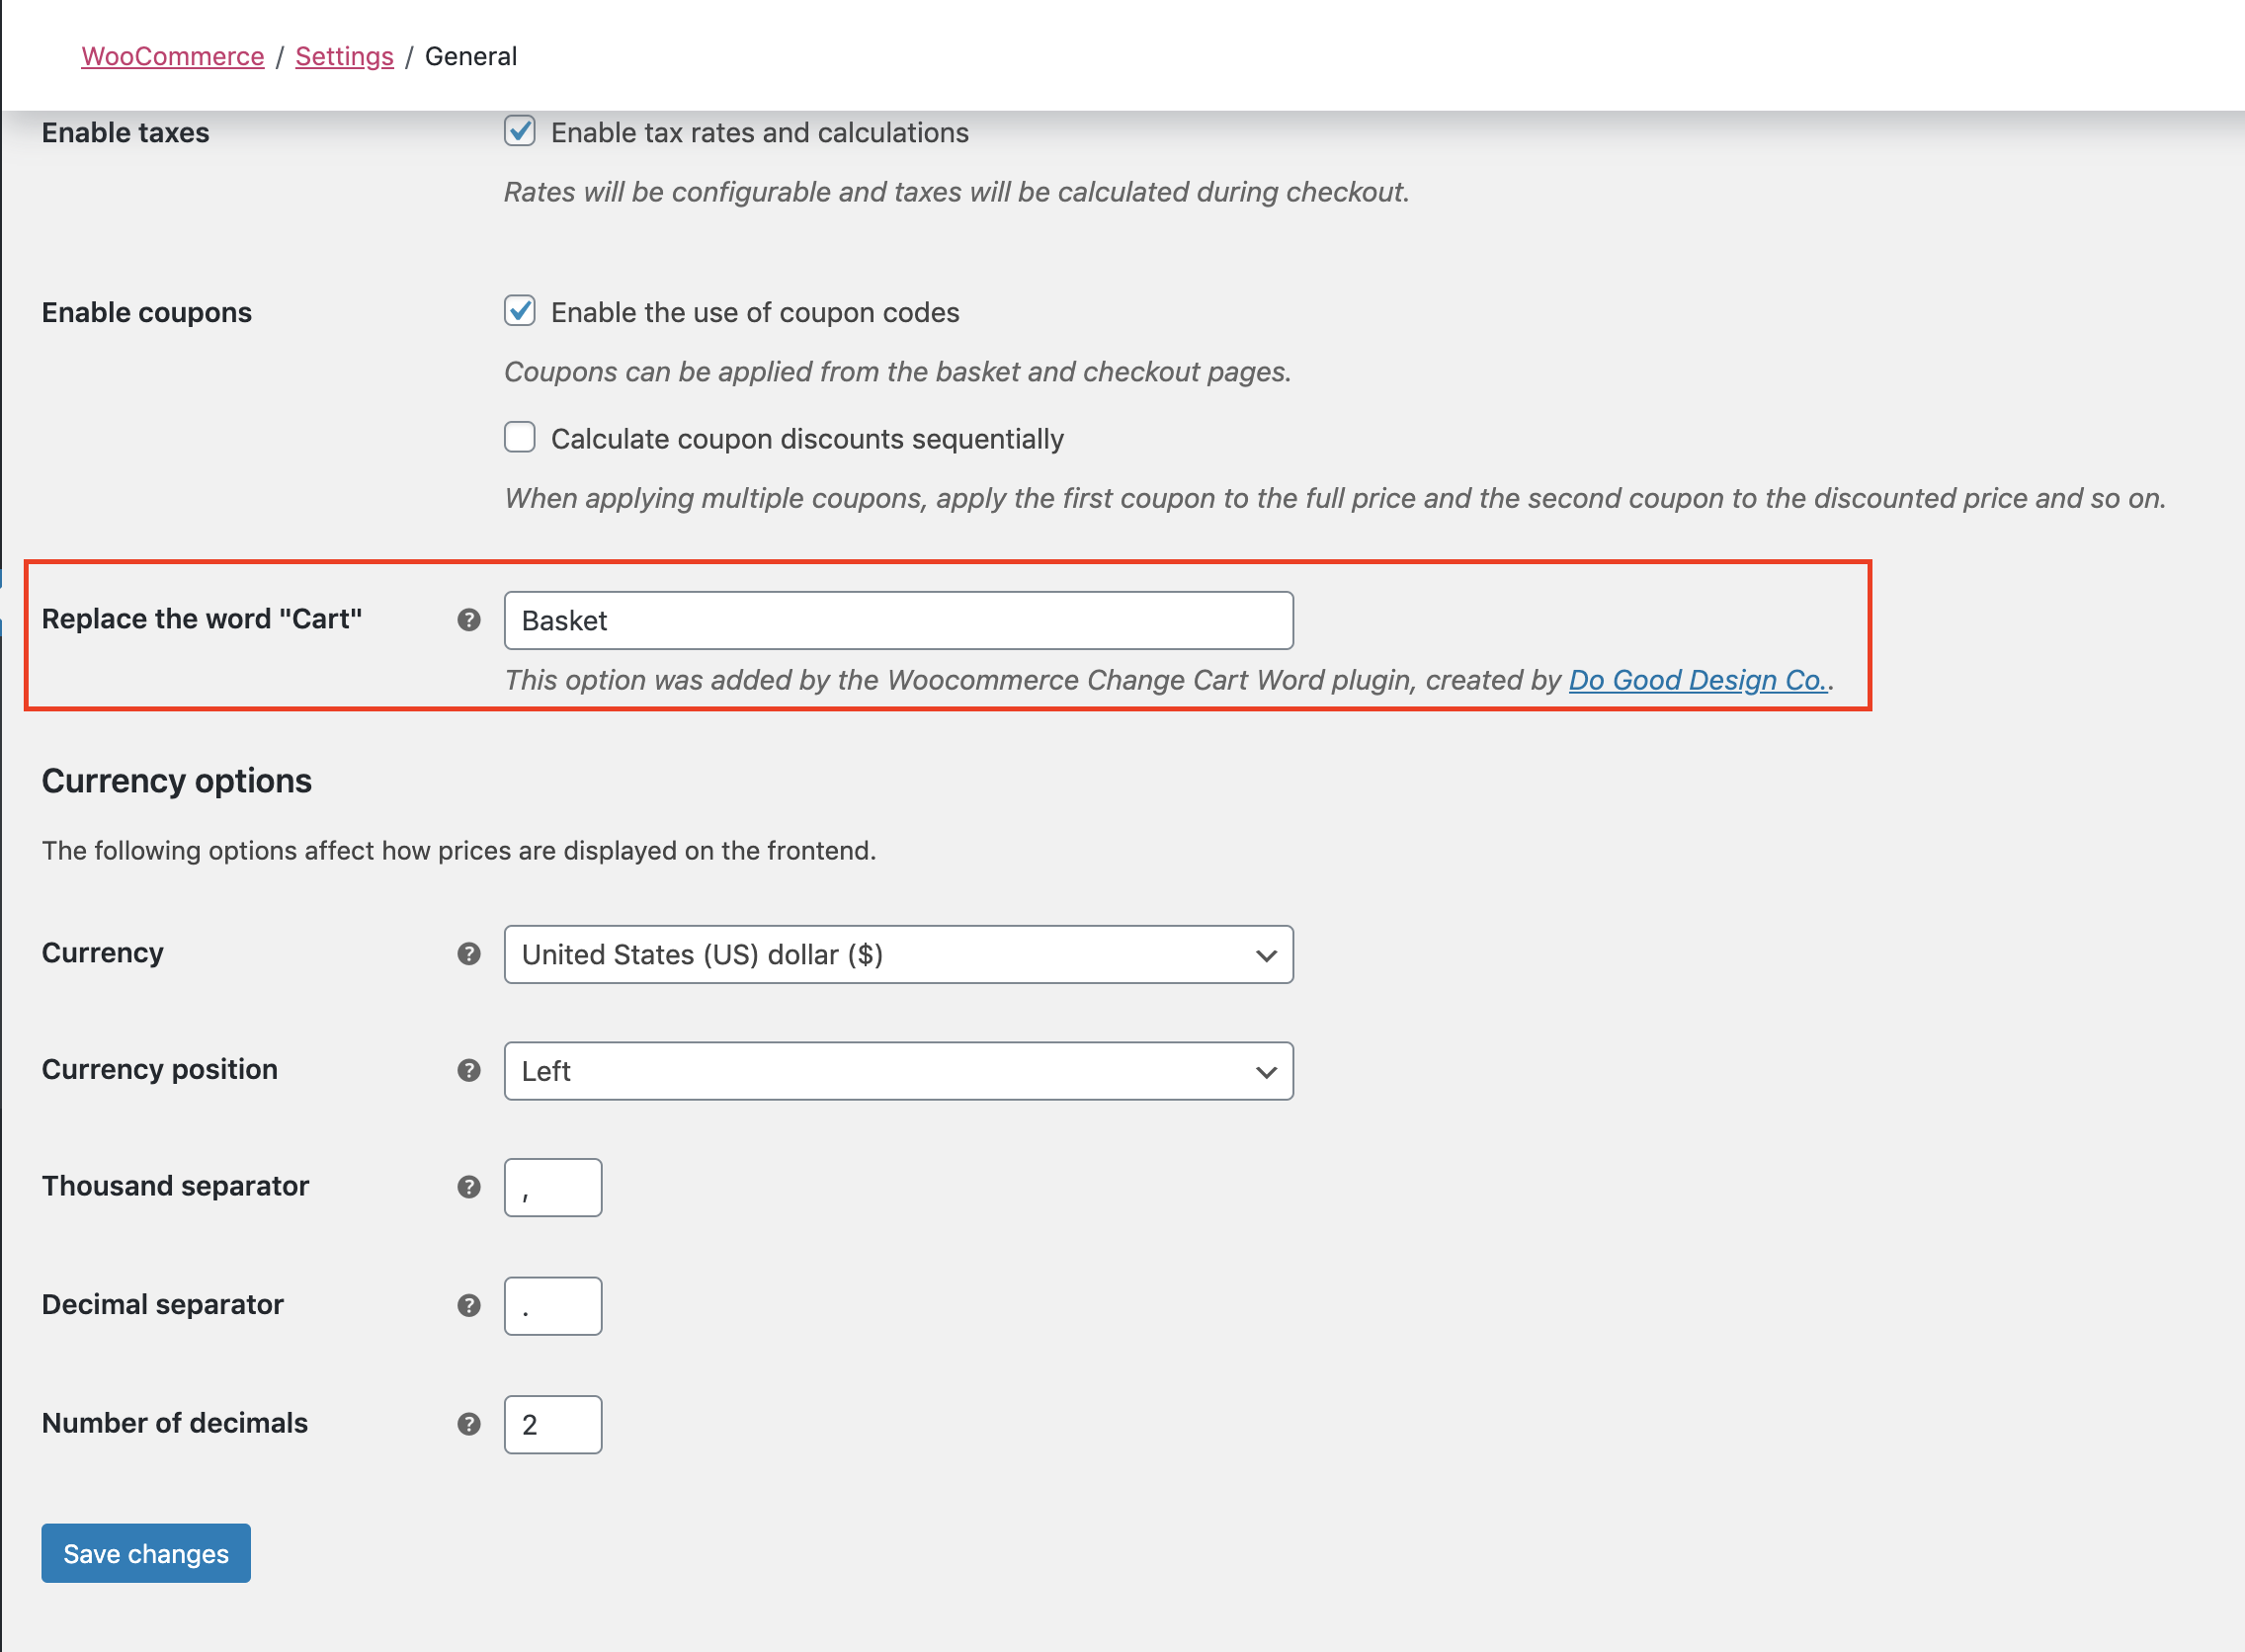 WooCommerce / Settings / General
Enable taxes
Enable tax rates and calculations
Rates will be configurable and taxes will be calculated during checkout.
Enable coupons
Enable the use of coupon codes
Coupons can be applied from the basket and checkout pages.
Calculate coupon discounts sequentially
When applying multiple coupons, apply the first coupon to the full price and the second coupon to the discounted price and so on.
Replace the word "Cart"
?
Basket
This option was added by the Woocommerce Change Cart Word plugin, created by Do Good Design Co..
Currency options
The following options affect how prices are displayed on the frontend.
Currency
?
United States (US) dollar ($)
Currency position
?
Left
Thousand separator
?
,
Decimal separator
?
.
Number of decimals
?
2
Save changes